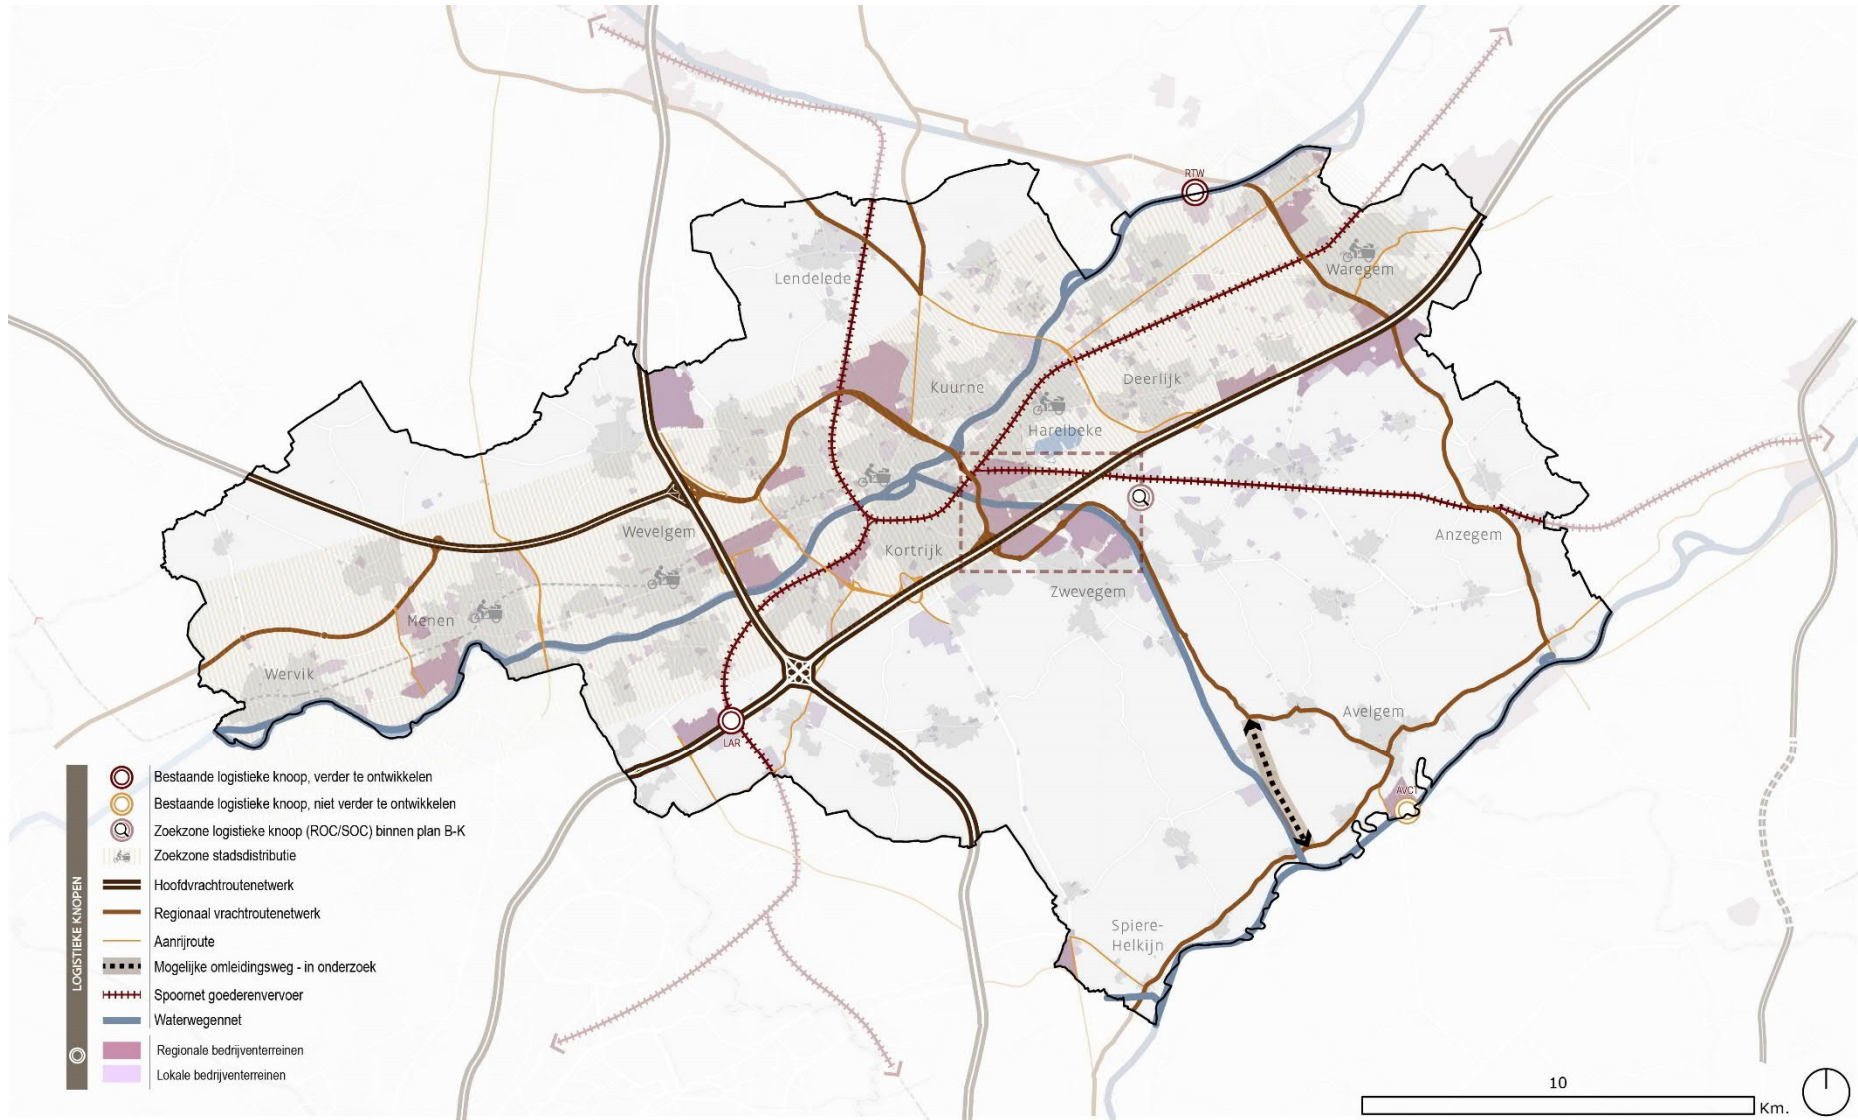 RTW
Waregem
Lendelede
Kuurne
Deerlijk
Harelbeke
Wevelgem
Kortrijk
Anzegem
Zwevegem
Menen
Wervik
Avelgem
LAR
AVCT
Spiere-
Helkijn
LOGISTIEKE KNOPEN
Bestaande logistieke knoop, verder te ontwikkelen
Bestaande logistieke knoop, niet verder te ontwikkelen
Zoekzone logistieke knoop (ROC/SOC) binnen plan B-K
Zoekzone stadsdistributie
Hoofdvrachtroutenetwerk
Regionaal vrachtroutenetwerk
Aanrijroute
Mogelijke omleidingsweg - in onderzoek
Spoornet goederenvervoer
Waterwegennet
Regionale bedrijventerreinen
Lokale bedrijventerreinen
10
Km.